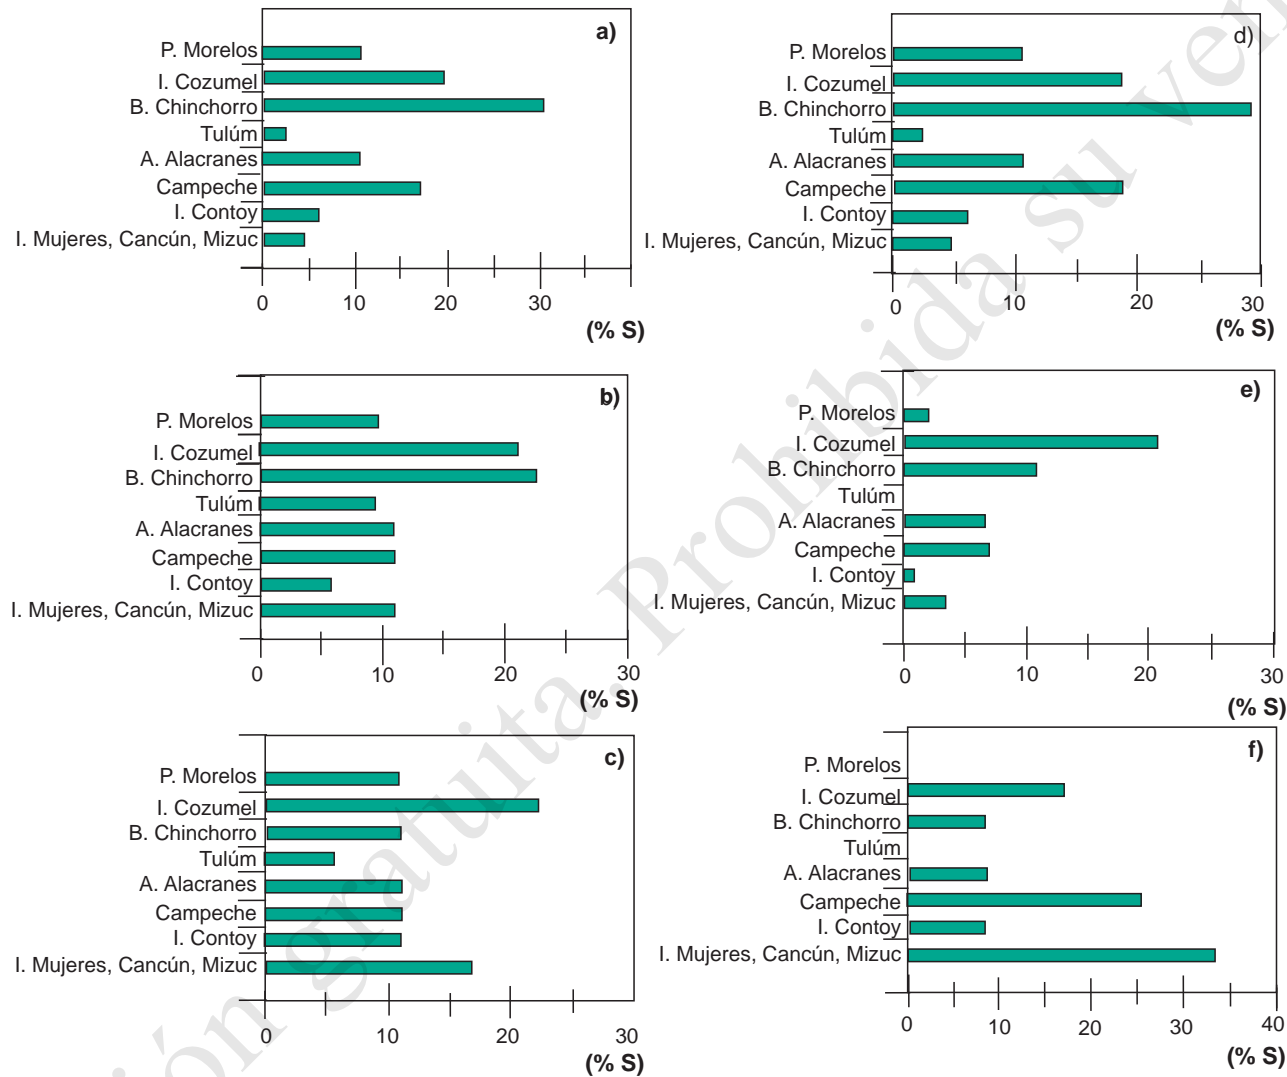 a)
P. Morelos
I. Cozumel
B. Chinchorro
Tulúm
A. Alacranes
Campeche
I. Contoy
I. Mujeres, Cancún, Mizuc
0 10 20 30
(% S)
d)
P. Morelos
I. Cozumel
B. Chinchorro
Tulúm
A. Alacranes
Campeche
I. Contoy
I. Mujeres, Cancún, Mizuc
0 10 20 30
(% S)
b)
P. Morelos
I. Cozumel
B. Chinchorro
Tulúm
A. Alacranes
Campeche
I. Contoy
I. Mujeres, Cancún, Mizuc
0 10 20 30
(% S)
e)
P. Morelos
I. Cozumel
B. Chinchorro
Tulúm
A. Alacranes
Campeche
I. Contoy
I. Mujeres, Cancún, Mizuc
0 10 20 30
(% S)
c)
P. Morelos
I. Cozumel
B. Chinchorro
Tulúm
A. Alacranes
Campeche
I. Contoy
I. Mujeres, Cancún, Mizuc
0 10 20 30
(% S)
f)
P. Morelos
I. Cozumel
B. Chinchorro
Tulúm
A. Alacranes
Campeche
I. Contoy
I. Mujeres, Cancún, Mizuc
0 10 20 30 40
(% S)
gratuita. Prohibida su